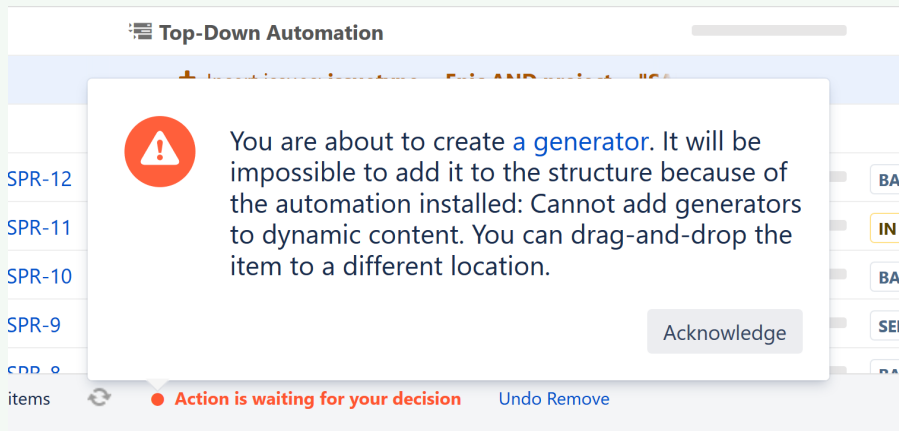 Top-Down Automation
You are about to create a generator. It will be
impossible to add it to the structure because of
the automation installed: Cannot add generators
to dynamic content. You can drag-and-drop the
item to a different location.
SPR-12
BA
SPR-11
IN
SPR-10
BA
SPR-9
SE
Acknowledge
items
Action is waiting for your decision
Undo Remove